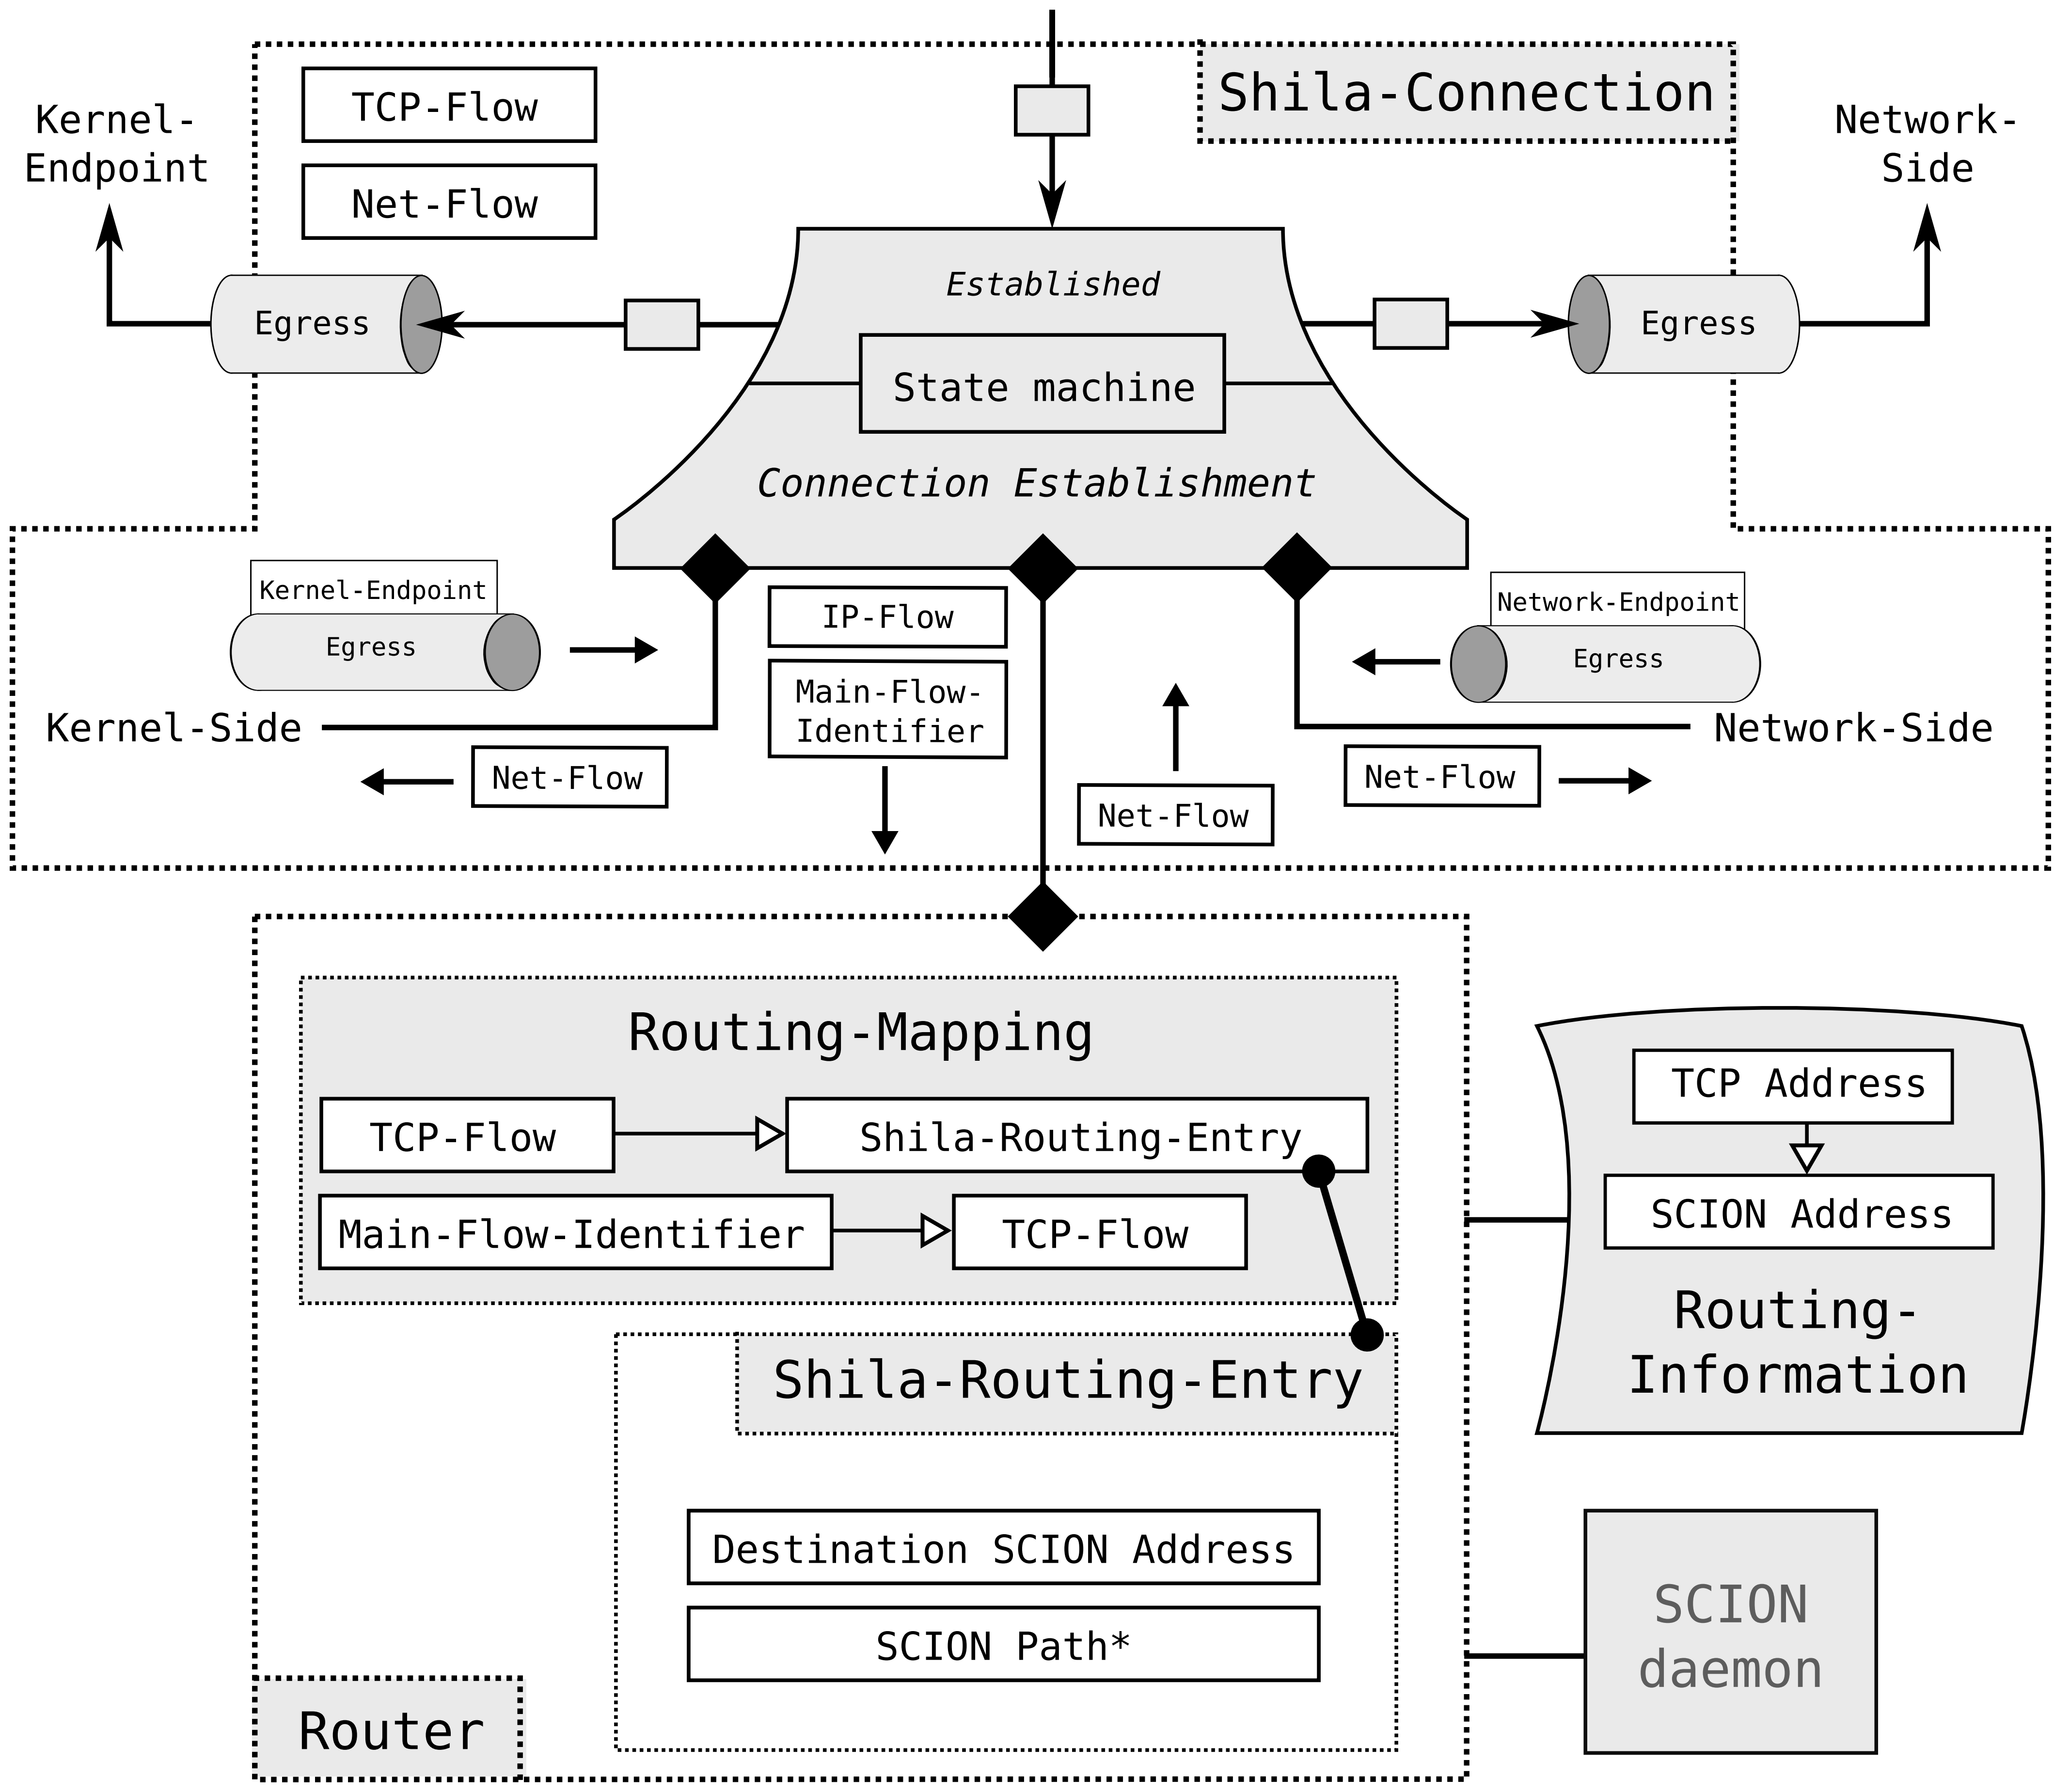 Shila-Connection
TCP-Flow
Net-Flow
Kernel-
Endpoint
Network-
Side
Egress
Egress
Established
State machine
Connection Establishment
Kernel-Endpoint
Egress
Network-Endpoint
Egress
IP-Flow
Main-Flow-
Identifier
Kernel-Side
Network-Side
Net-Flow
Net-Flow
Net-Flow
Routing-Mapping
TCP-Flow
Shila-Routing-Entry
Main-Flow-Identifier
TCP-Flow
Shila-Routing-Entry
Destination SCION Address
SCION Path*
Router
TCP Address
SCION Address
Routing-
Information
SCION
daemon